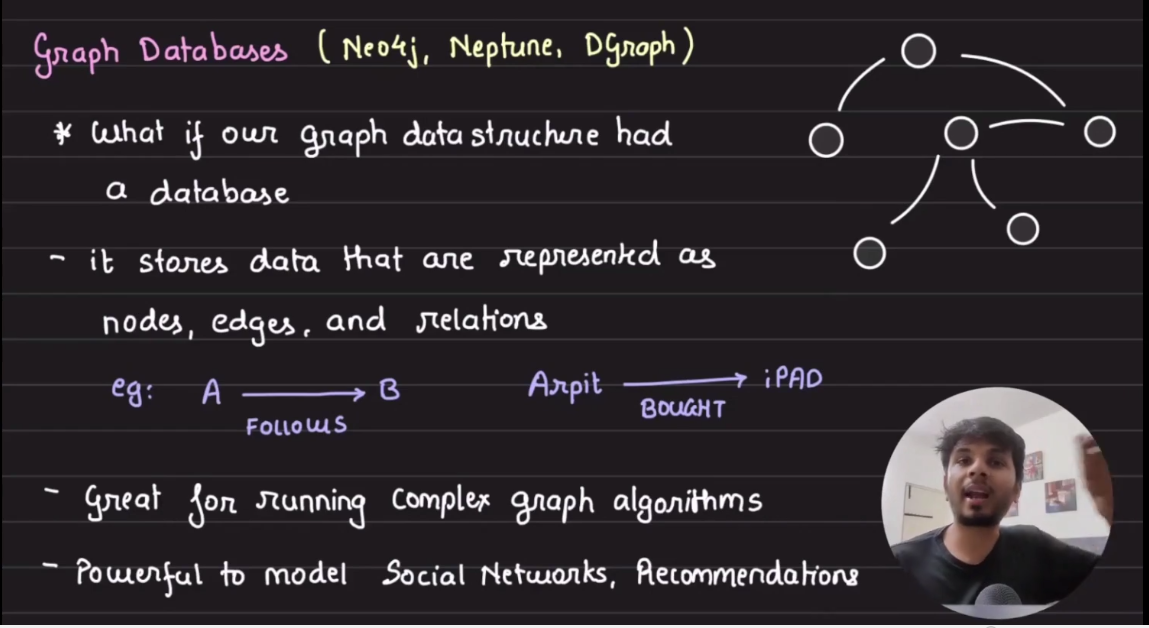 Graph Databases (Neo4j, Neptune, DGraph)
* What if our graph data structure had
a database
- it stores data that are represented as
nodes, edges, and relations
eg: A → B Arpit → iPAD
FOLLOWS BOUGHT
- Great for running complex graph algorithms
- Powerful to model Social Networks, Recommendations